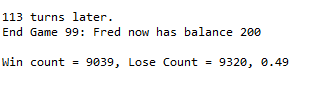 113 turns later.
End Game 99: Fred now has balance 200
Win count = 9039, Lose Count = 9320, 0.49